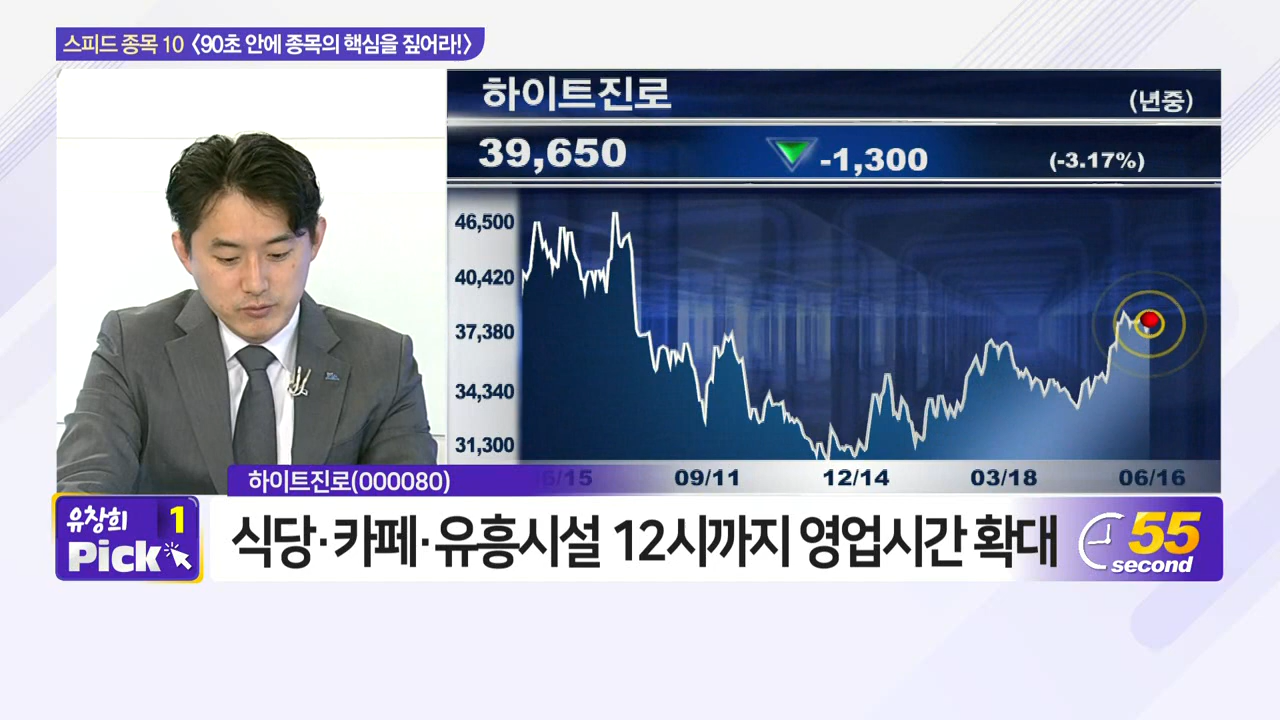 스피드 종목 10 〈90초 안에 종목의 핵심을 짚어라!〉
하이트진로
(년중)
39,650
-1,300
(-3.17%)
46,500
40,420
37,380
34,340
31,300
6/15 09/11 12/14 03/18 06/16
하이트진로(000080)
유창희 1
Pick
식당·카페·유흥시설 12시까지 영업시간 확대
55
second